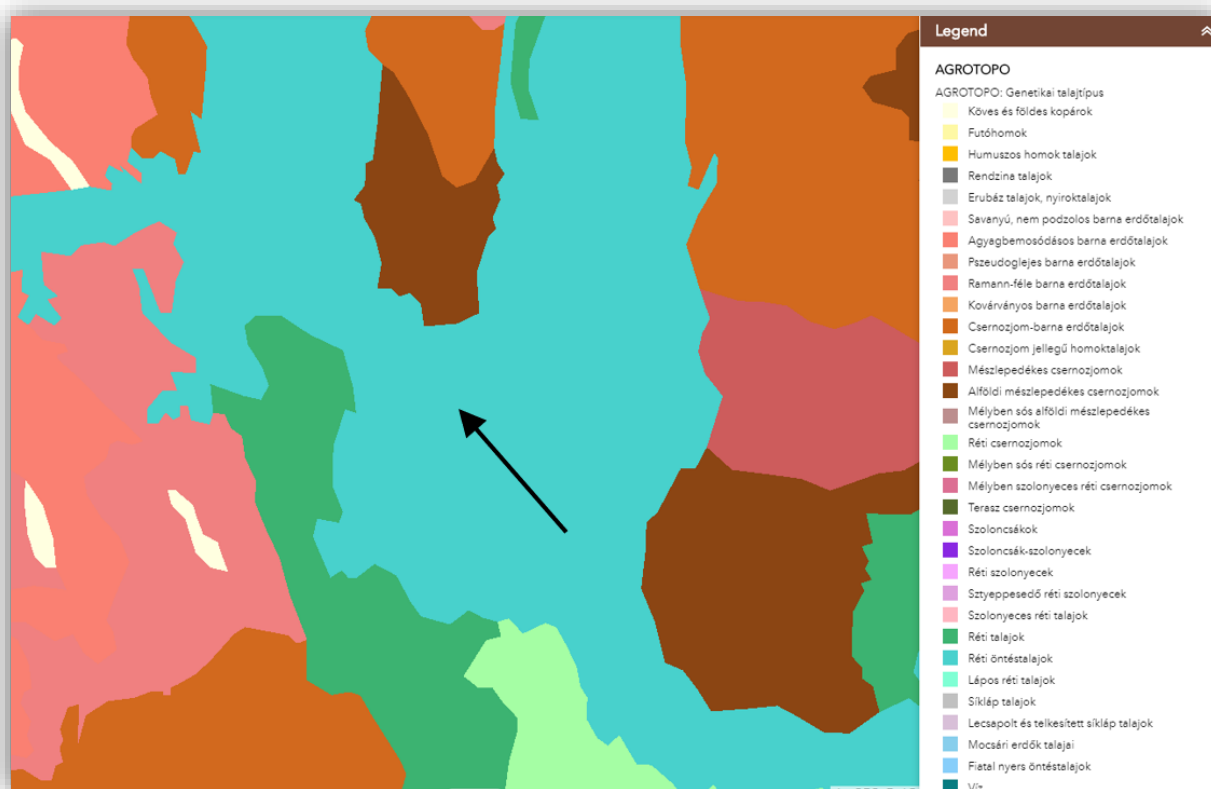 Legend
AGROTOPO
AGROTOPO: Genetikai talajtípus
Köves és földes kopárok
Futóhomok
Humuszos homok talajok
Rendzina talajok
Erubáz talajok, nyiroktalajok
Savanyú, nem podzolos barna erdőtalajok
Agyagbemosódásos barna erdőtalajok
Pszeudoglejes barna erdőtalajok
Ramann-féle barna erdőtalajok
Kovárványos barna erdőtalajok
Csernozjom-barna erdőtalajok
Csernozjom jellegű homoktalajok
Mészlepedékes csernozjomok
Alföldi mészlepedékes csernozjomok
Mélyben sós alföldi mészlepedékes
csernozjomok
Réti csernozjomok
Mélyben sós réti csernozjomok
Mélyben szolonyeces réti csernozjomok
Terasz csernozjomok
Szoloncsákok
Szoloncsák-szolonyecek
Réti szolonyecek
Sztyeppesedő réti szolonyecek
Szolonyeces réti talajok
Réti talajok
Réti öntéstalajok
Lápos réti talajok
Síkláp talajok
Lecsapolt és telkesített síkláp talajok
Mocsári erdők talajai
Fiatal nyers öntéstalajok
Víz